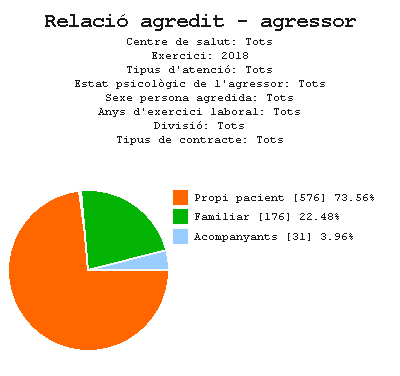 Relació agredit - agressor
Centre de salut: Tots
Exercici: 2018
Tipus d'atenció: Tots
Estat psicològic de l'agressor: Tots
Sexe persona agredida: Tots
Anys d'exercici laboral: Tots
Divisió: Tots
Tipus de contracte: Tots
Propi pacient [576] 73.56%
Familiar [176] 22.48%
Acompanyants [31] 3.96%